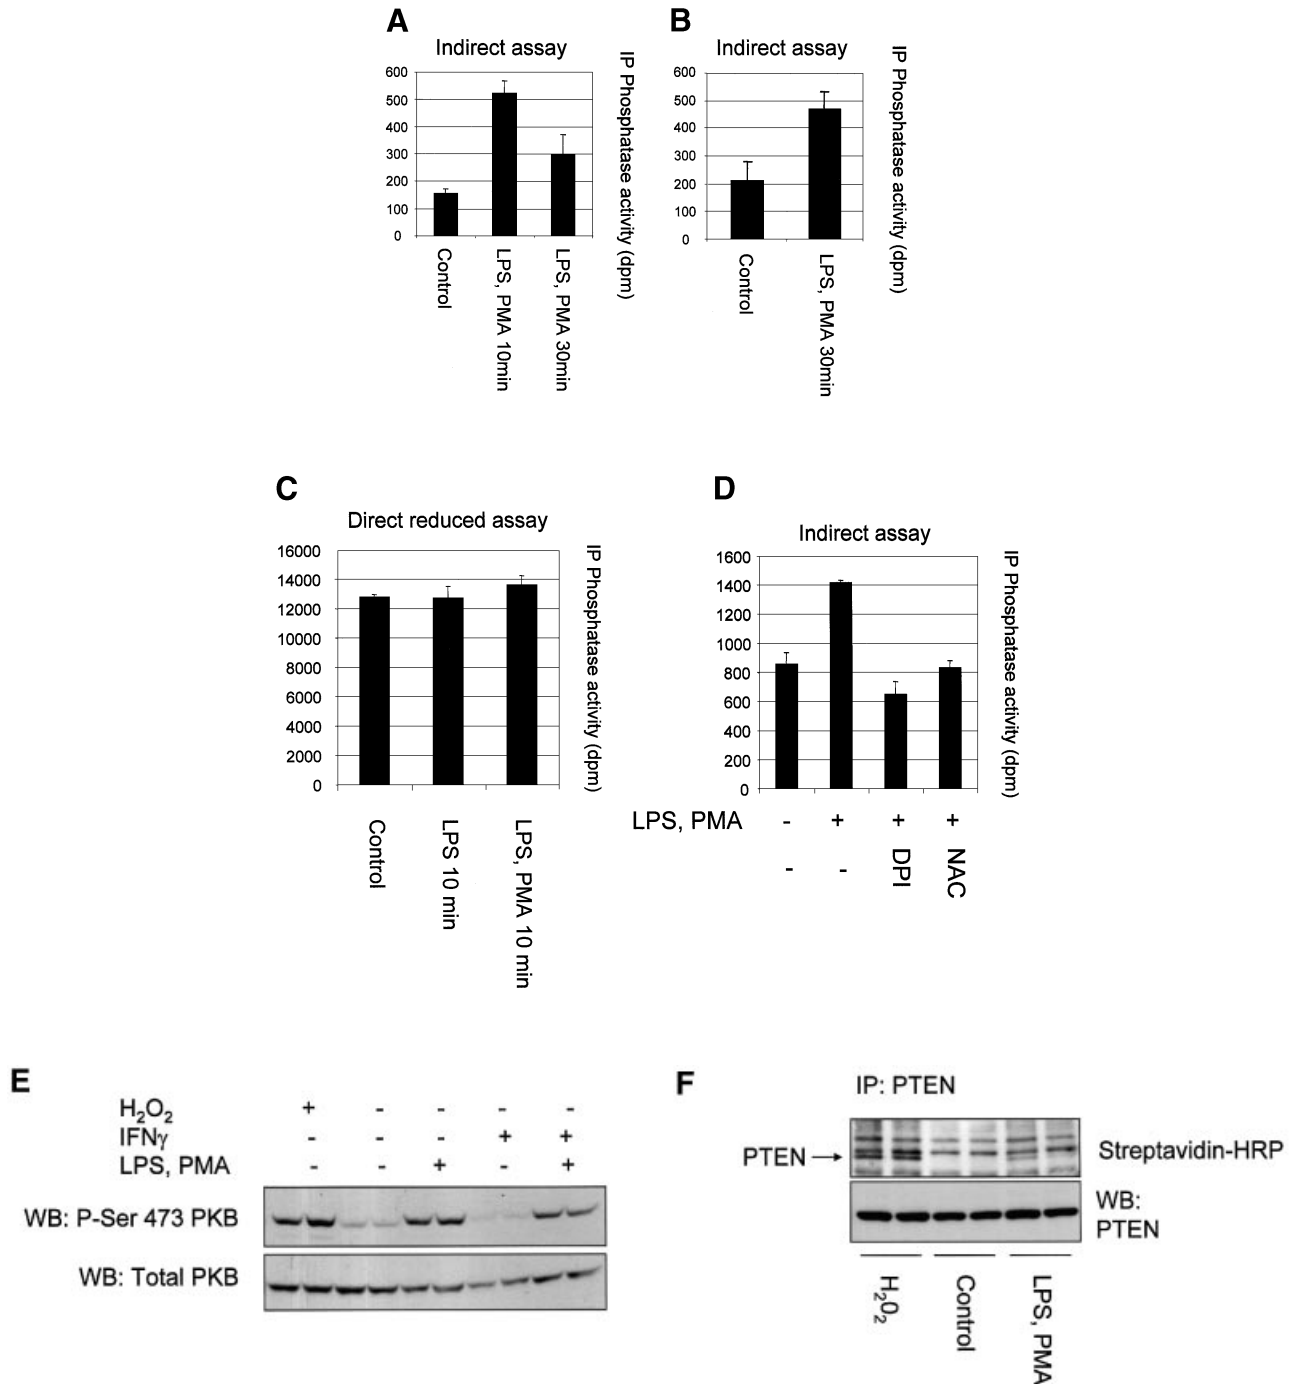 A
Indirect assay
600
500
400
300
200
100
0
Control
LPS, PMA 10min
LPS, PMA 30min
IP Phosphatase activity (dpm)
B
Indirect assay
600
500
400
300
200
100
0
Control
LPS, PMA 30min
IP Phosphatase activity (dpm)
C
Direct reduced assay
16000
14000
12000
10000
8000
6000
4000
2000
0
Control
LPS 10 min
LPS, PMA 10 min
IP Phosphatase activity (dpm)
D
Indirect assay
1600
1400
1200
1000
800
600
400
200
0
IP Phosphatase activity (dpm)
LPS, PMA - + + +
- - DPI NAC
E
H₂O₂ + - - - -
IFNγ - - - + +
LPS, PMA - - + - +
WB: P-Ser 473 PKB
WB: Total PKB
F
IP: PTEN
PTEN →
Streptavidin-HRP
WB:
PTEN
H₂0₂
Control
LPS, PMA